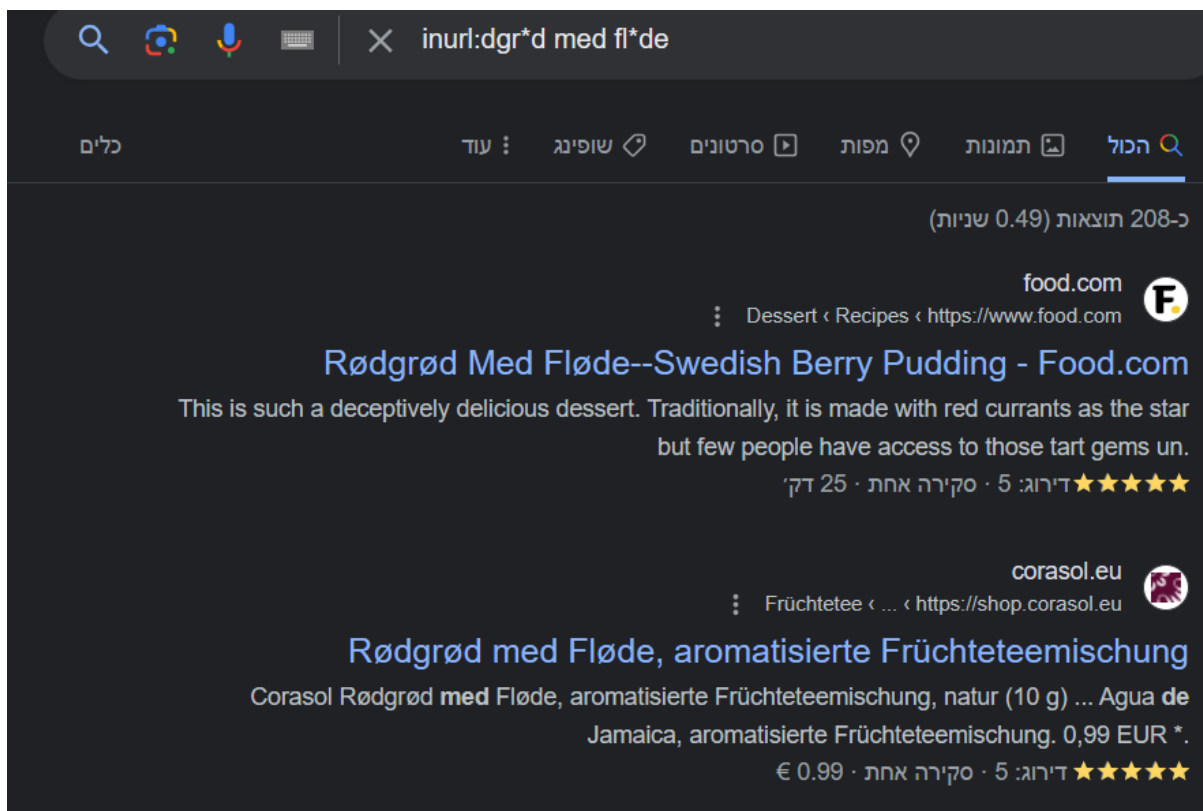 inurl:dgr*d med fl*de
הכול תמונות מפות סרטונים שופינג עוד כלים
כ-208 תוצאות (0.49 שניות)
F.
food.com
https://www.food.com › Recipes › Dessert
Rødgrød Med Fløde--Swedish Berry Pudding - Food.com
This is such a deceptively delicious dessert. Traditionally, it is made with red currants as the star
but few people have access to those tart gems un.
דירוג: 5 · סקירה אחת · 25 דק׳
corasol.eu
https://shop.corasol.eu › ... › Früchtetee
Rødgrød med Fløde, aromatisierte Früchteteemischung
Corasol Rødgrød med Fløde, aromatisierte Früchteteemischung, natur (10 g) ... Agua de
Jamaica, aromatisierte Früchteteemischung. 0,99 EUR *.
דירוג: 5 · סקירה אחת · 0.99 €